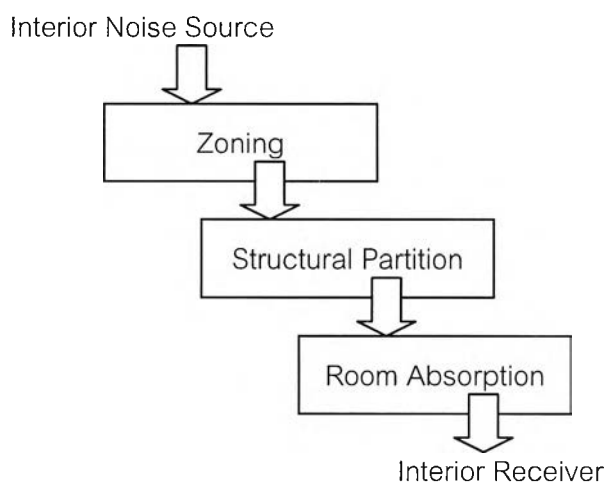 Interior Noise Source
Zoning
Structural Partition
Room Absorption
Interior Receiver